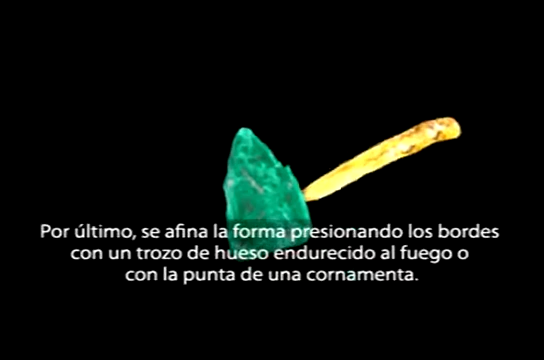 Por último, se afina la forma presionando los bordes
con un trozo de hueso endurecido al fuego o
con la punta de una cornamenta.